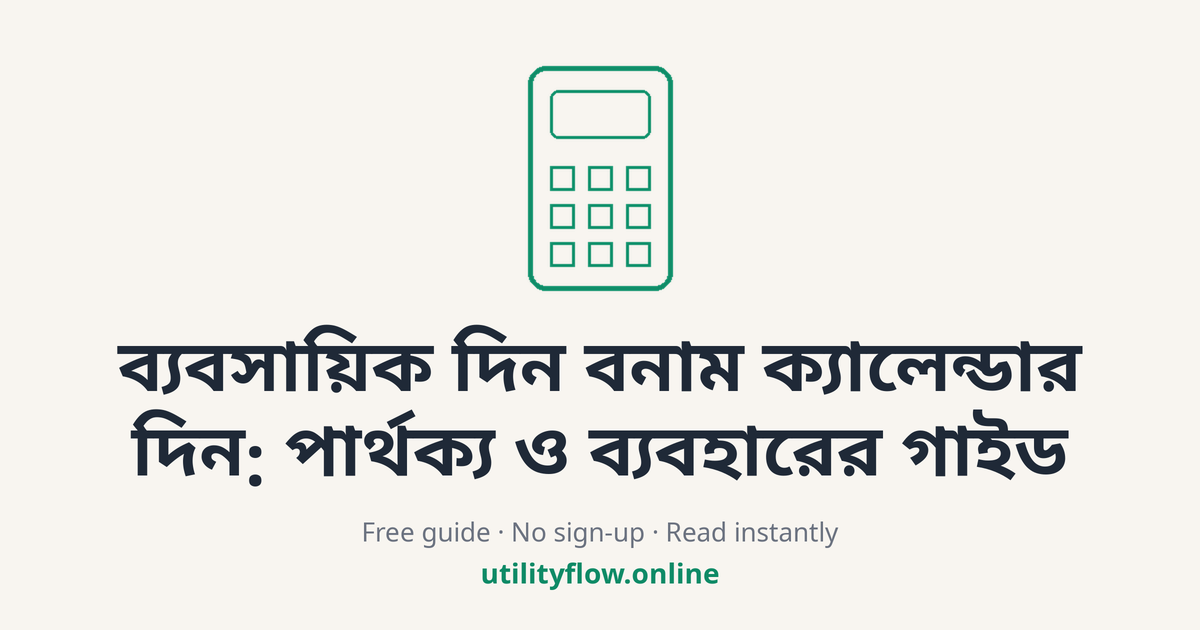 ব্যবসায়িক দিন বনাম ক্যালেন্ডার
দিন: পার্থক্য ও ব্যবহারের গাইড
Free guide · No sign-up · Read instantly
utilityflow.online